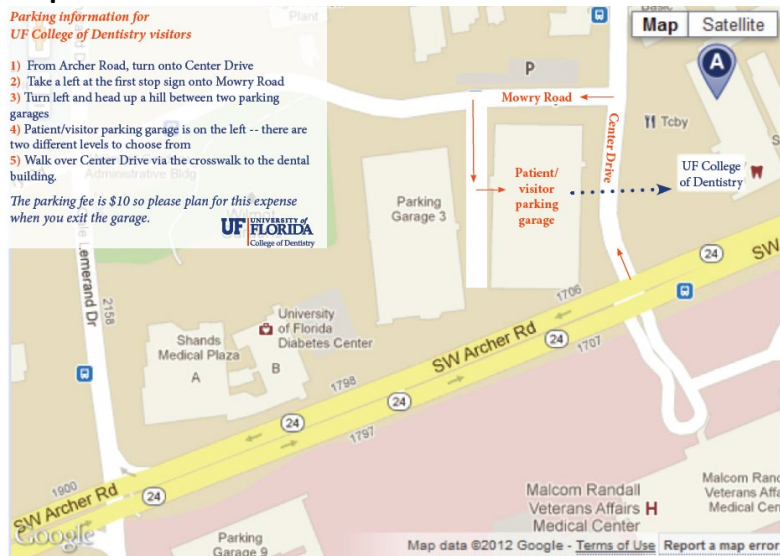 Parking information for
UF College of Dentistry visitors
1) From Archer Road, turn onto Center Drive
2) Take a left at the first stop sign onto Mowry Road
3) Turn left and head up a hill between two parking
garages
4) Patient/visitor parking garage is on the left -- there are
two different levels to choose from
5) Walk over Center Drive via the crosswalk to the dental
building.
The parking fee is $10 so please plan for this expense
when you exit the garage.
UF UNIVERSITY of
FLORIDA
College of Dentistry
Plant
Administrative Bldg
Basic
Map
Satellite
A
P
Mowry Road
Center Drive
Tcby
UF College
of Dentistry
Patient/
visitor
parking
garage
Parking
Garage 3
Lemerand Dr
2158
Shands
Medical Plaza
A
B
University
of Florida
Diabetes Center
1706
24
SW
SW Archer Rd
24
1707
1798
24
24
1797
1900
SW Archer Rd
24
Google
Parking
Garage 9
Malcom Randall
Veterans Affairs H
Medical Center
Malcom Rand
Veterans Affa
Medical Cen
Map data ©2012 Google - Terms of Use Report a map error